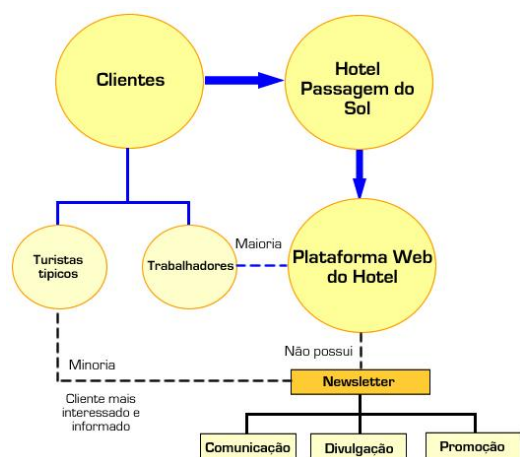 Clientes
Hotel
Passagem do
Sol
Turistas
tipicos
Trabalhadores
Maioria
Plataforma Web
do Hotel
Não possui
Minoria
Newsletter
Cliente mais
interessado e
informado
Comunicação
Divulgação
Promoção